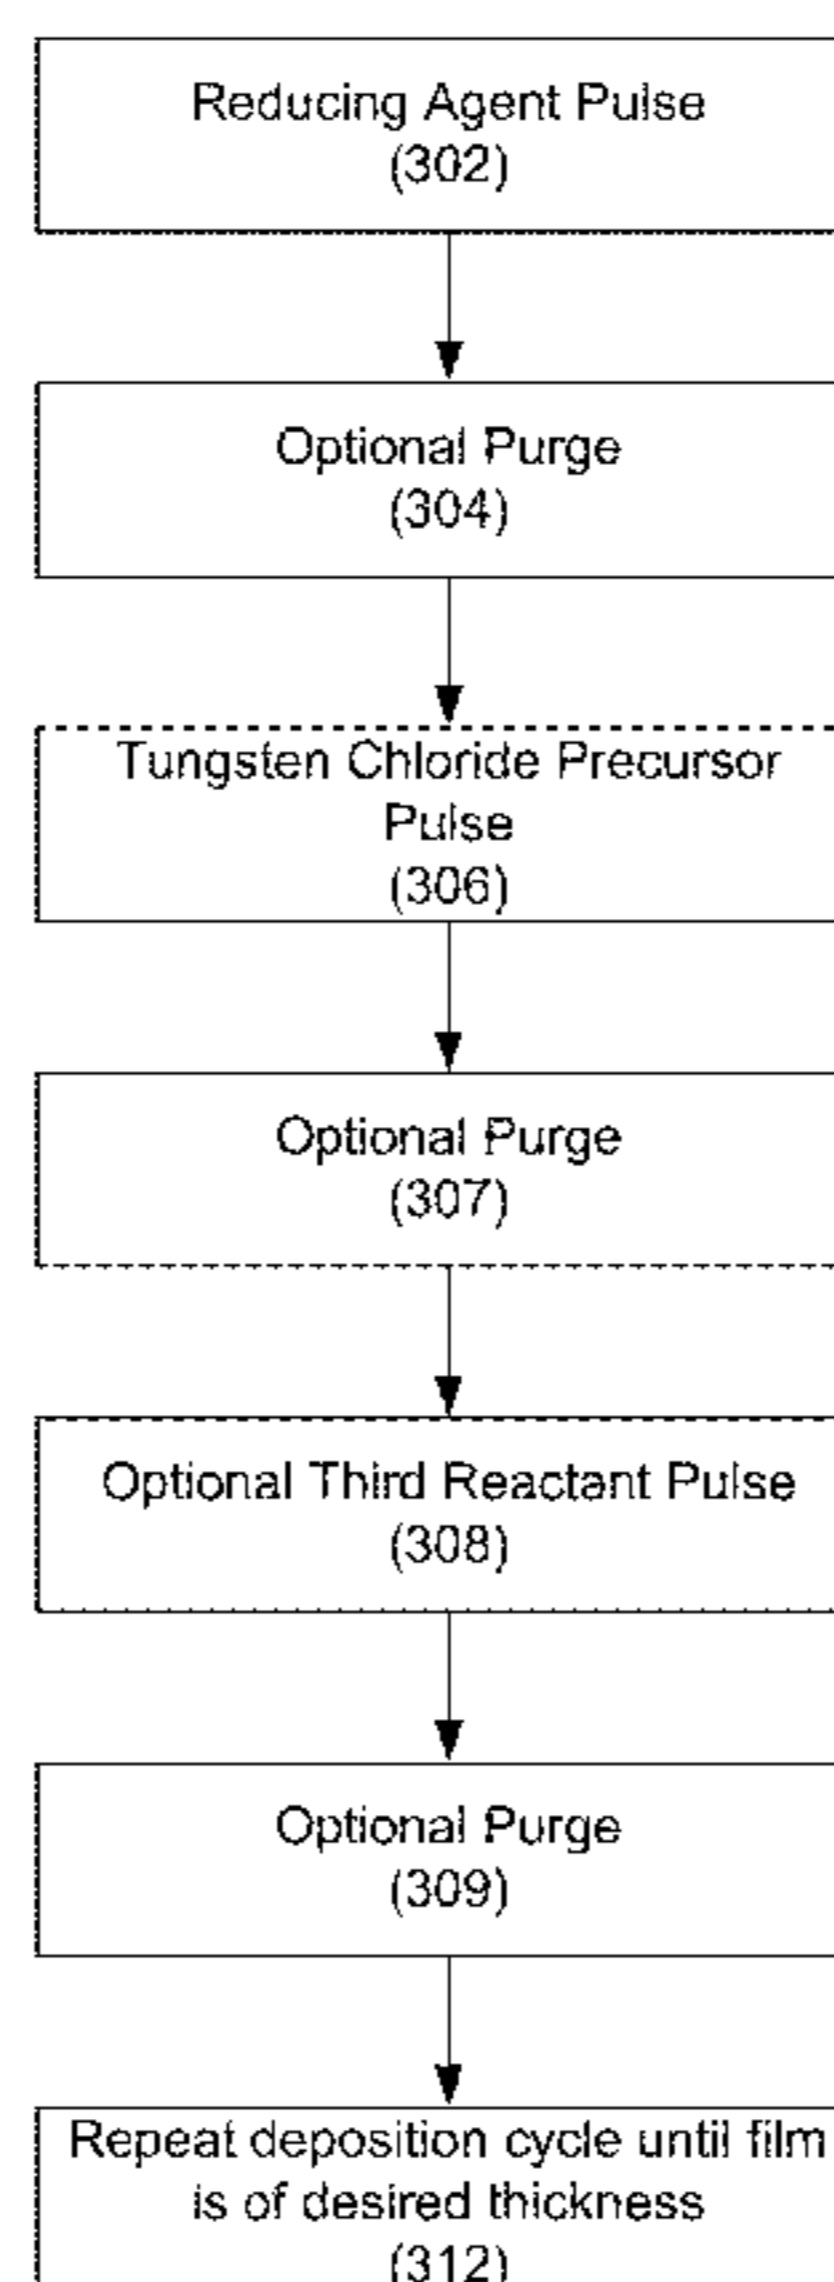 Reducing Agent Pulse
(302)
Optional Purge
(304)
Tungsten Chloride Precursor
Pulse
(306)
Optional Purge
(307)
Optional Third Reactant Pulse
(308)
Optional Purge
(309)
Repeat deposition cycle until film
is of desired thickness
(312)